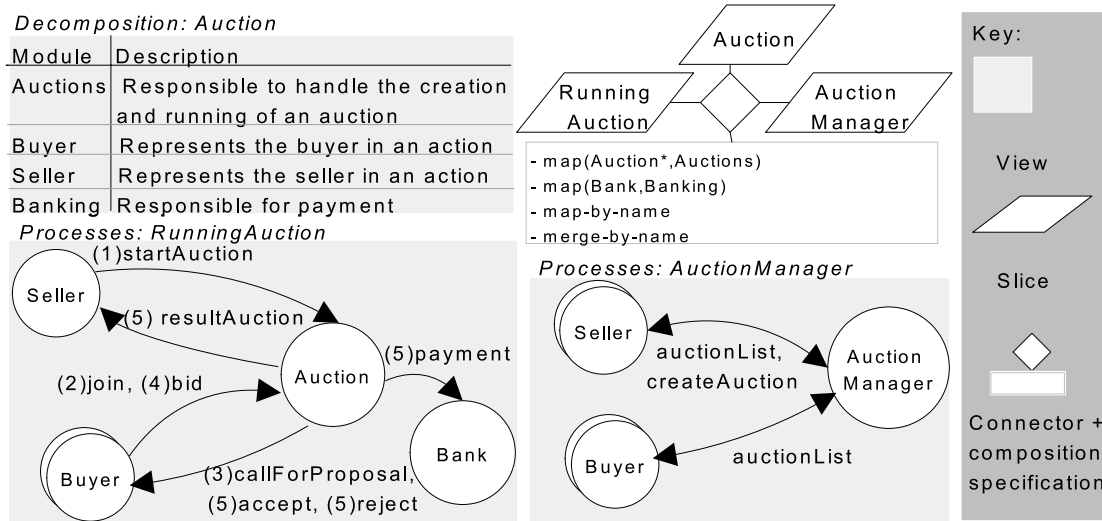 Decomposition: Auction
Module Description
Auctions Responsible to handle the creation
and running of an auction
Buyer Represents the buyer in an action
Seller Represents the seller in an action
Banking Responsible for payment
Auction
Running
Auction
Auction
Manager
- map(Auction*,Auctions)
- map(Bank,Banking)
- map-by-name
- merge-by-name
Processes: RunningAuction
(1)startAuction
Seller
(5) resultAuction
(5)payment
Auction
(2)join, (4)bid
Buyer
Bank
(3)callForProposal,
(5)accept, (5)reject
Processes: AuctionManager
Seller
auctionList,
createAuction
Auction
Manager
Buyer
auctionList
Key:
View
Slice
Connector +
composition
specification